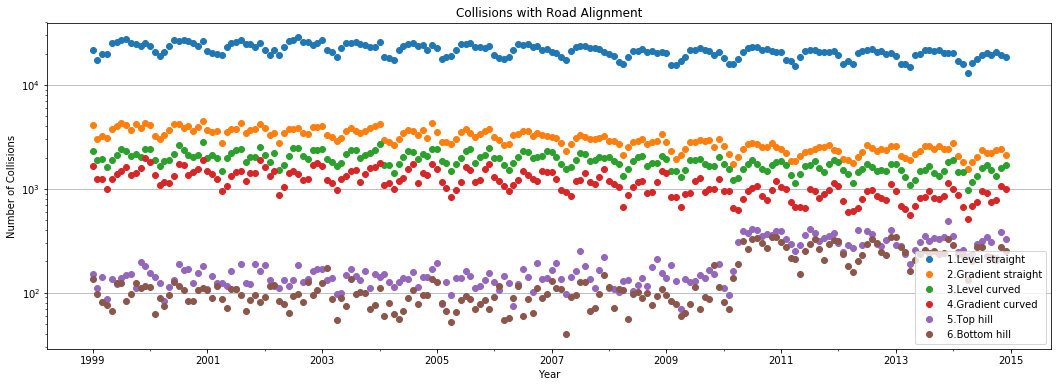 Collisions with Road Alignment
Number of Collisions
10⁴
10³
10²
1.Level straight
2.Gradient straight
3.Level curved
4.Gradient curved
5.Top hill
6.Bottom hill
1999 2001 2003 2005 2007 2009 2011 2013 2015
Year